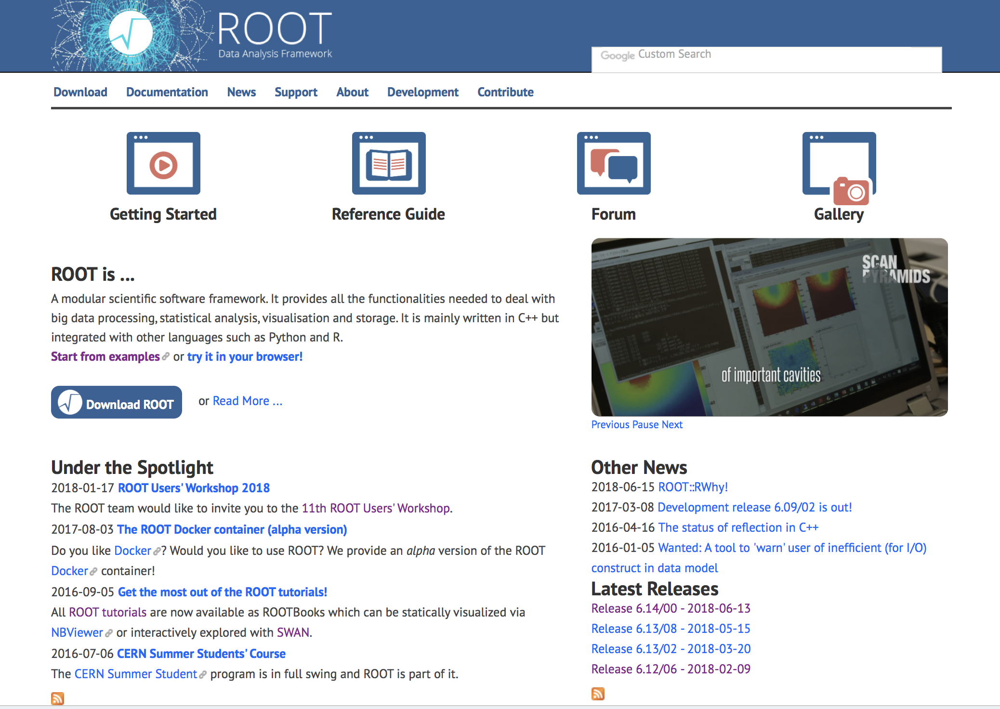 ROOT
Data Analysis Framework
Google Custom Search
Download Documentation News Support About Development Contribute
Getting Started Reference Guide Forum Gallery
ROOT is ...
A modular scientific software framework. It provides all the functionalities needed to deal with
big data processing, statistical analysis, visualisation and storage. It is mainly written in C++ but
integrated with other languages such as Python and R.
Start from examples or try it in your browser!
Download ROOT or Read More ...
SCAN
PYRAMIDS
of important cavities
Previous Pause Next
Under the Spotlight
2018-01-17 ROOT Users' Workshop 2018
The ROOT team would like to invite you to the 11th ROOT Users' Workshop.
2017-08-03 The ROOT Docker container (alpha version)
Do you like Docker? Would you like to use ROOT? We provide an alpha version of the ROOT
Docker container!
2016-09-05 Get the most out of the ROOT tutorials!
All ROOT tutorials are now available as ROOTBooks which can be statically visualized via
NBViewer or interactively explored with SWAN.
2016-07-06 CERN Summer Students' Course
The CERN Summer Student program is in full swing and ROOT is part of it.
Other News
2018-06-15 ROOT::RWhy!
2017-03-08 Development release 6.09/02 is out!
2016-04-16 The status of reflection in C++
2016-01-05 Wanted: A tool to 'warn' user of inefficient (for I/O)
construct in data model
Latest Releases
Release 6.14/00 - 2018-06-13
Release 6.13/08 - 2018-05-15
Release 6.13/02 - 2018-03-20
Release 6.12/06 - 2018-02-09